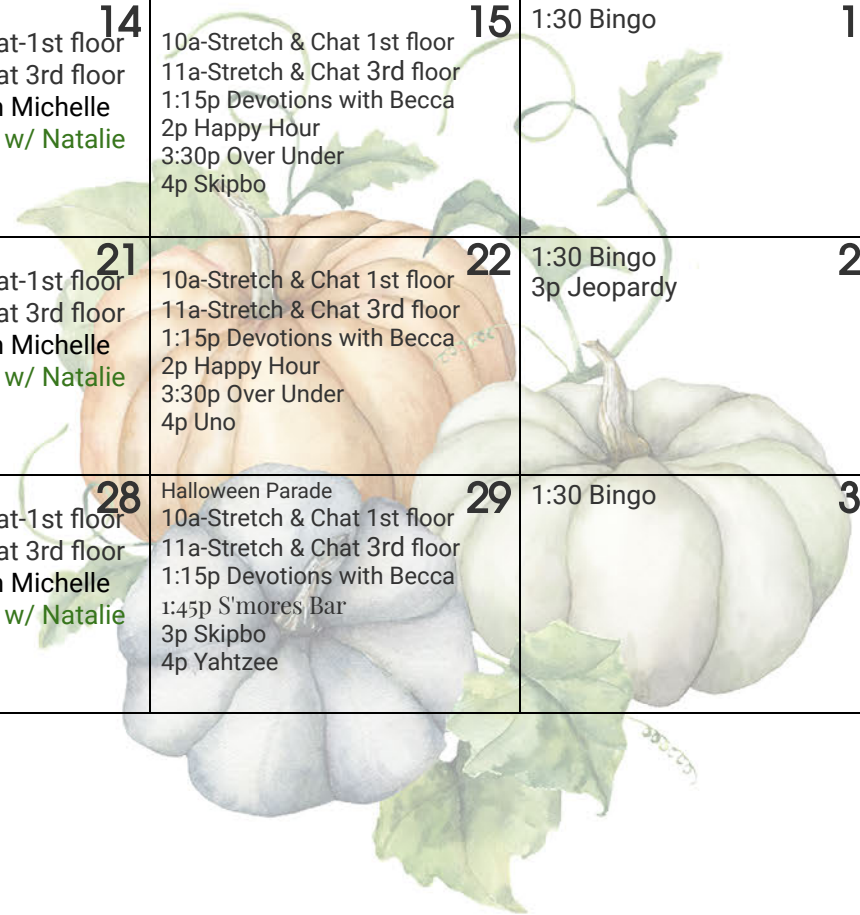 14
at-1st floor
at 3rd floor
Michelle
w/ Natalie
15
10a-Stretch & Chat 1st floor
11a-Stretch & Chat 3rd floor
1:15p Devotions with Becca
2p Happy Hour
3:30p Over Under
4p Skipbo
1
1:30 Bingo
21
at-1st floor
at 3rd floor
Michelle
w/ Natalie
22
10a-Stretch & Chat 1st floor
11a-Stretch & Chat 3rd floor
1:15p Devotions with Becca
2p Happy Hour
3:30p Over Under
4p Uno
2
1:30 Bingo
3p Jeopardy
28
at-1st floor
at 3rd floor
Michelle
w/ Natalie
29
Halloween Parade
10a-Stretch & Chat 1st floor
11a-Stretch & Chat 3rd floor
1:15p Devotions with Becca
1:45p S'mores Bar
3p Skipbo
4p Yahtzee
3
1:30 Bingo